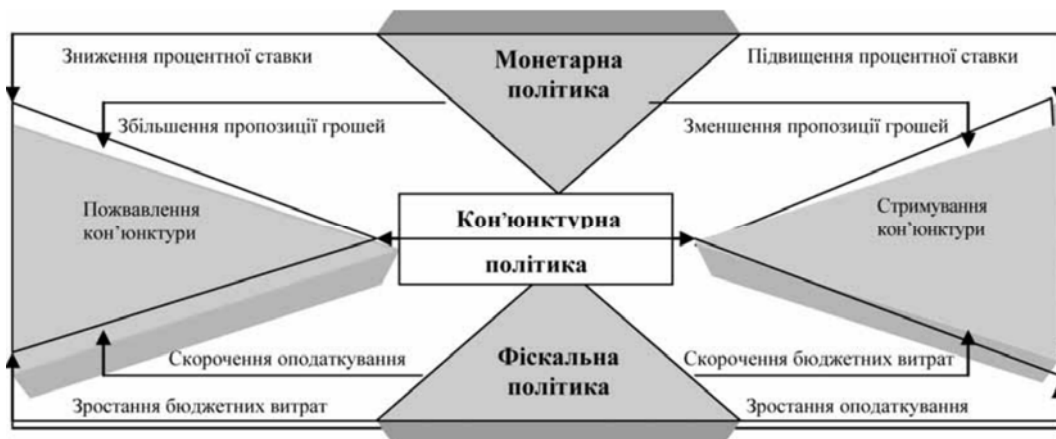 Зниження процентної ставки
Монетарна
політика
Підвищення процентної ставки
Збільшення пропозиції грошей
Зменшення пропозиції грошей
Пожвавлення
кон’юнктури
Кон’юнктурна
політика
Стримування
кон’юнктури
Скорочення оподаткування
Фіскальна
політика
Скорочення бюджетних витрат
Зростання бюджетних витрат
Зростання оподаткування